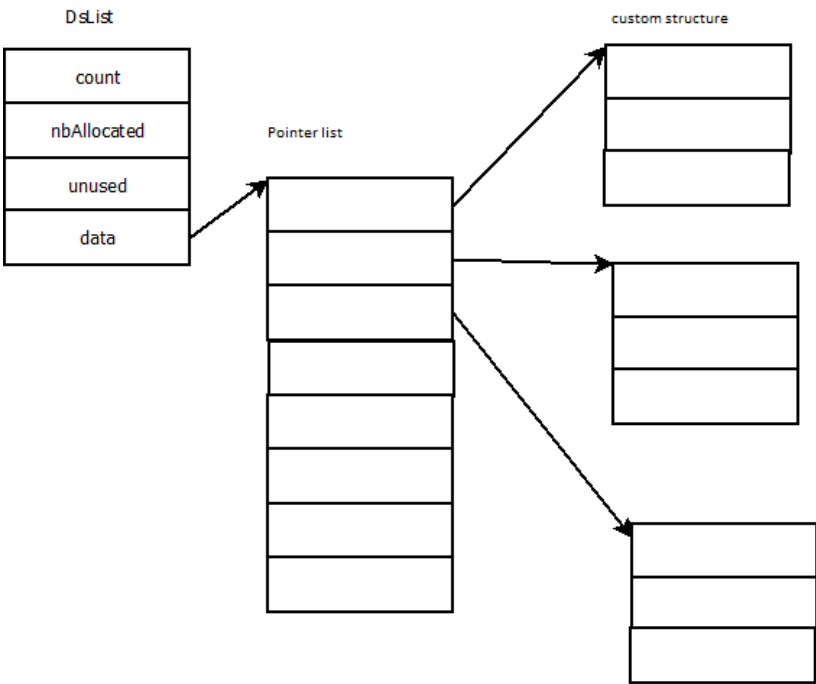 DsList
count
nbAllocated
unused
data
Pointer list
custom structure